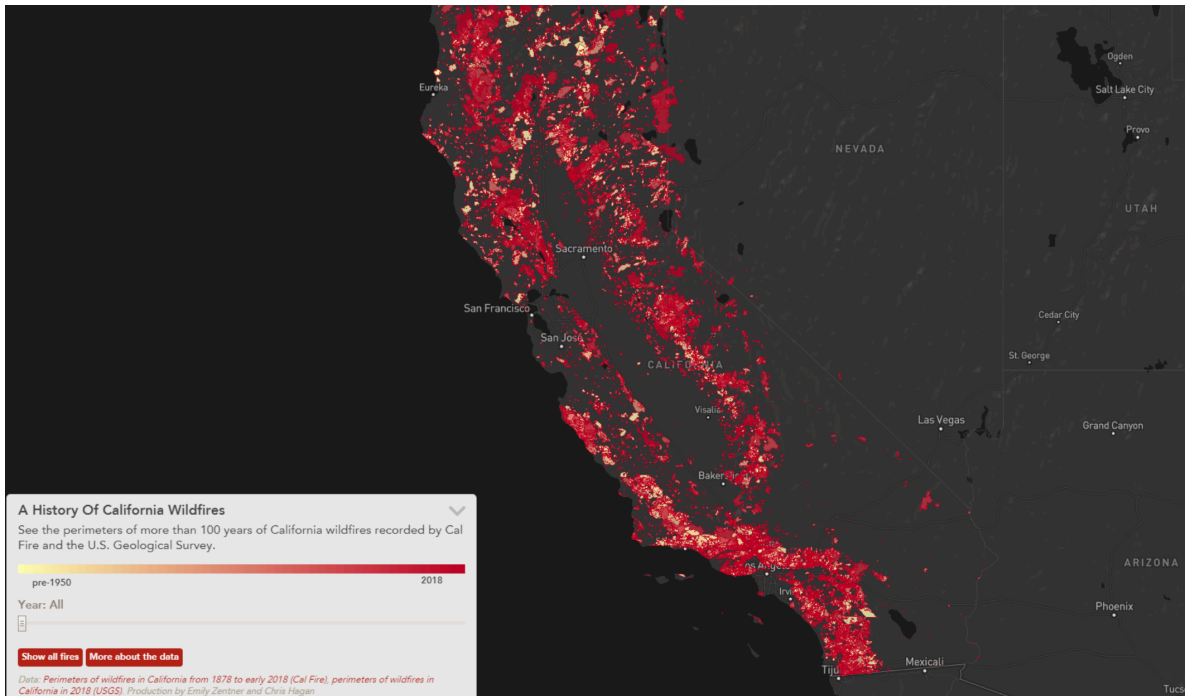 Ogden
Eureka
Salt Lake City
Provo
NEVADA
UTAH
Sacramento
San Francisco
Cedar City
San Jose
St. George
CALIFORNIA
Visalia
Las Vegas
Grand Canyon
A History Of California Wildfires
See the perimeters of more than 100 years of California wildfires recorded by Cal
Fire and the U.S. Geological Survey.
pre-1950
2018
Year: All
Show all fires
More about the data
Data: Perimeters of wildfires in California from 1878 to early 2018 (Cal Fire), perimeters of wildfires in
California in 2018 (USGS). Production by Emily Zentner and Chris Hagan
ARIZONA
Phoenix
Mexicali